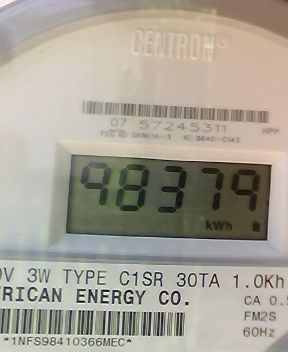 CENTRON®
07 57245311
98379
kWh
0V 3W TYPE C1SR 30TA 1.0Kh
TRICAN ENERGY CO.
CA 0.5
FM2S
60Hz
*1NFS98410366MEC*